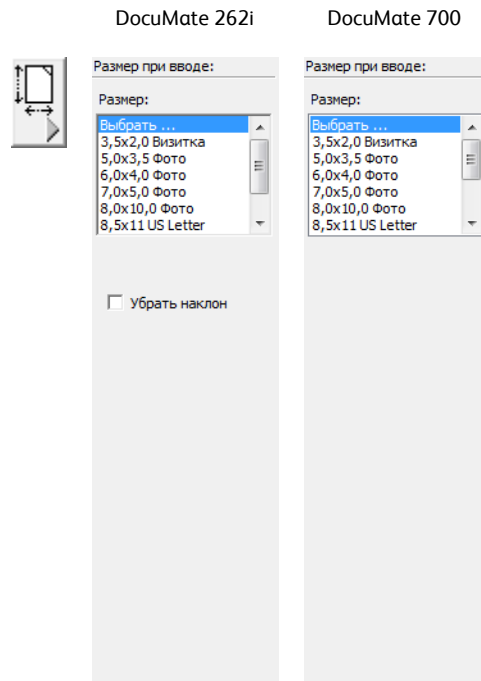 DocuMate 262i
DocuMate 700
Размер при вводе:
Размер:
Выбрать ...
3,5x2,0 Визитка
5,0x3,5 Фото
6,0x4,0 Фото
7,0x5,0 Фото
8,0x10,0 Фото
8,5x11 US Letter
Убрать наклон
Размер при вводе:
Размер:
Выбрать ...
3,5x2,0 Визитка
5,0x3,5 Фото
6,0x4,0 Фото
7,0x5,0 Фото
8,0x10,0 Фото
8,5x11 US Letter